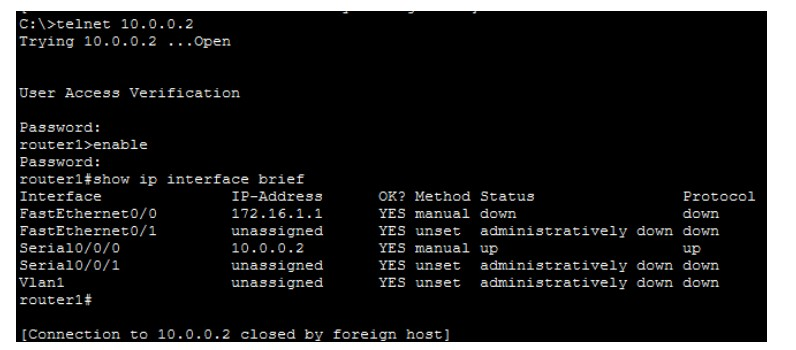 C:\>telnet 10.0.0.2
Trying 10.0.0.2 ...Open
User Access Verification
Password:
router1>enable
Password:
router1#show ip interface brief
Interface IP-Address OK? Method Status Protocol
FastEthernet0/0 172.16.1.1 YES manual down down
FastEthernet0/1 unassigned YES unset administratively down down
Serial0/0/0 10.0.0.2 YES manual up up
Serial0/0/1 unassigned YES unset administratively down down
Vlan1 unassigned YES unset administratively down down
router1#
[Connection to 10.0.0.2 closed by foreign host]